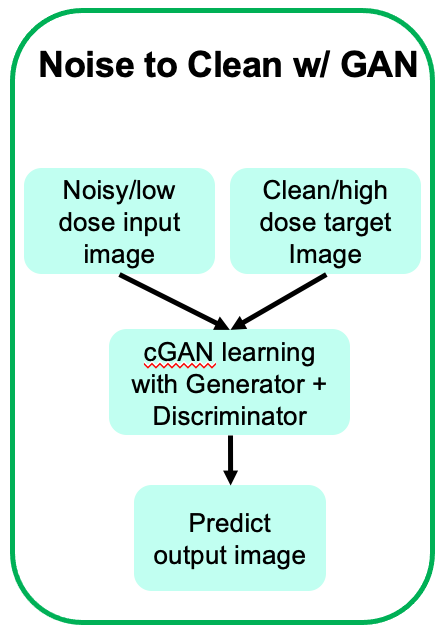 Noise to Clean w/ GAN
Noisy/low
dose input
image
Clean/high
dose target
Image
cGAN learning
with Generator +
Discriminator
Predict
output image